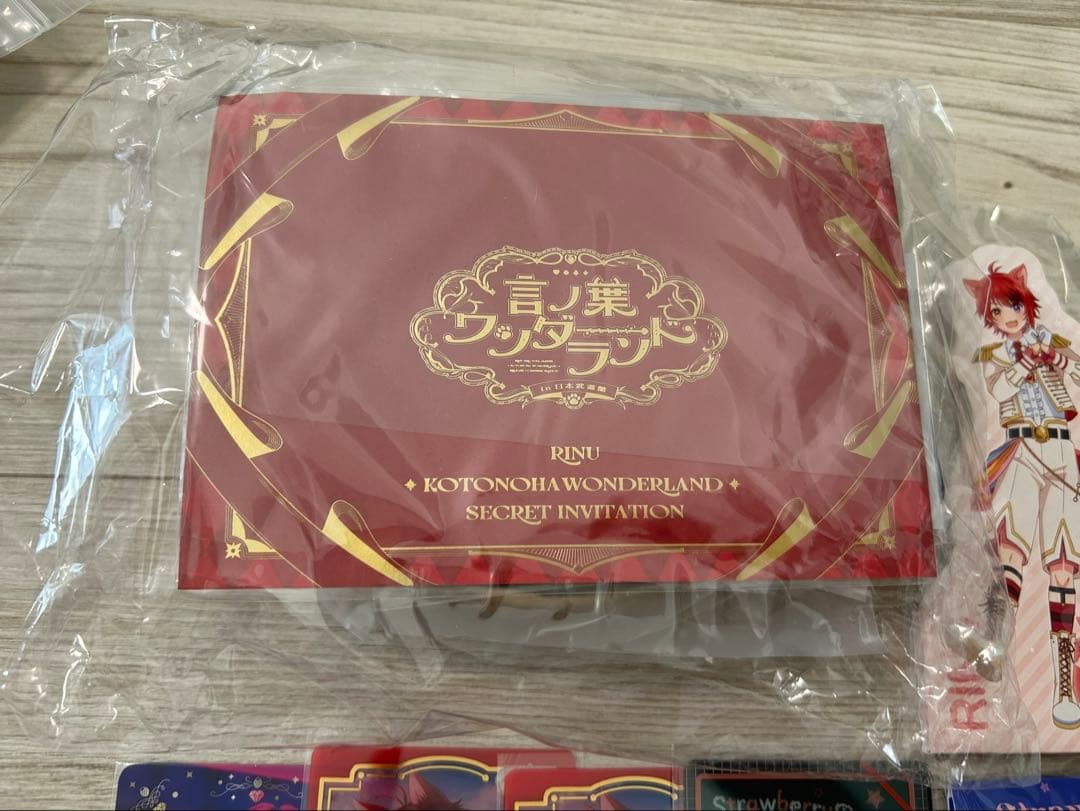 言ノ葉
ワンダーランド
In 日本武道館
RINU
KOTONOHA WONDERLAND
SECRET INVITATION
Strawberry